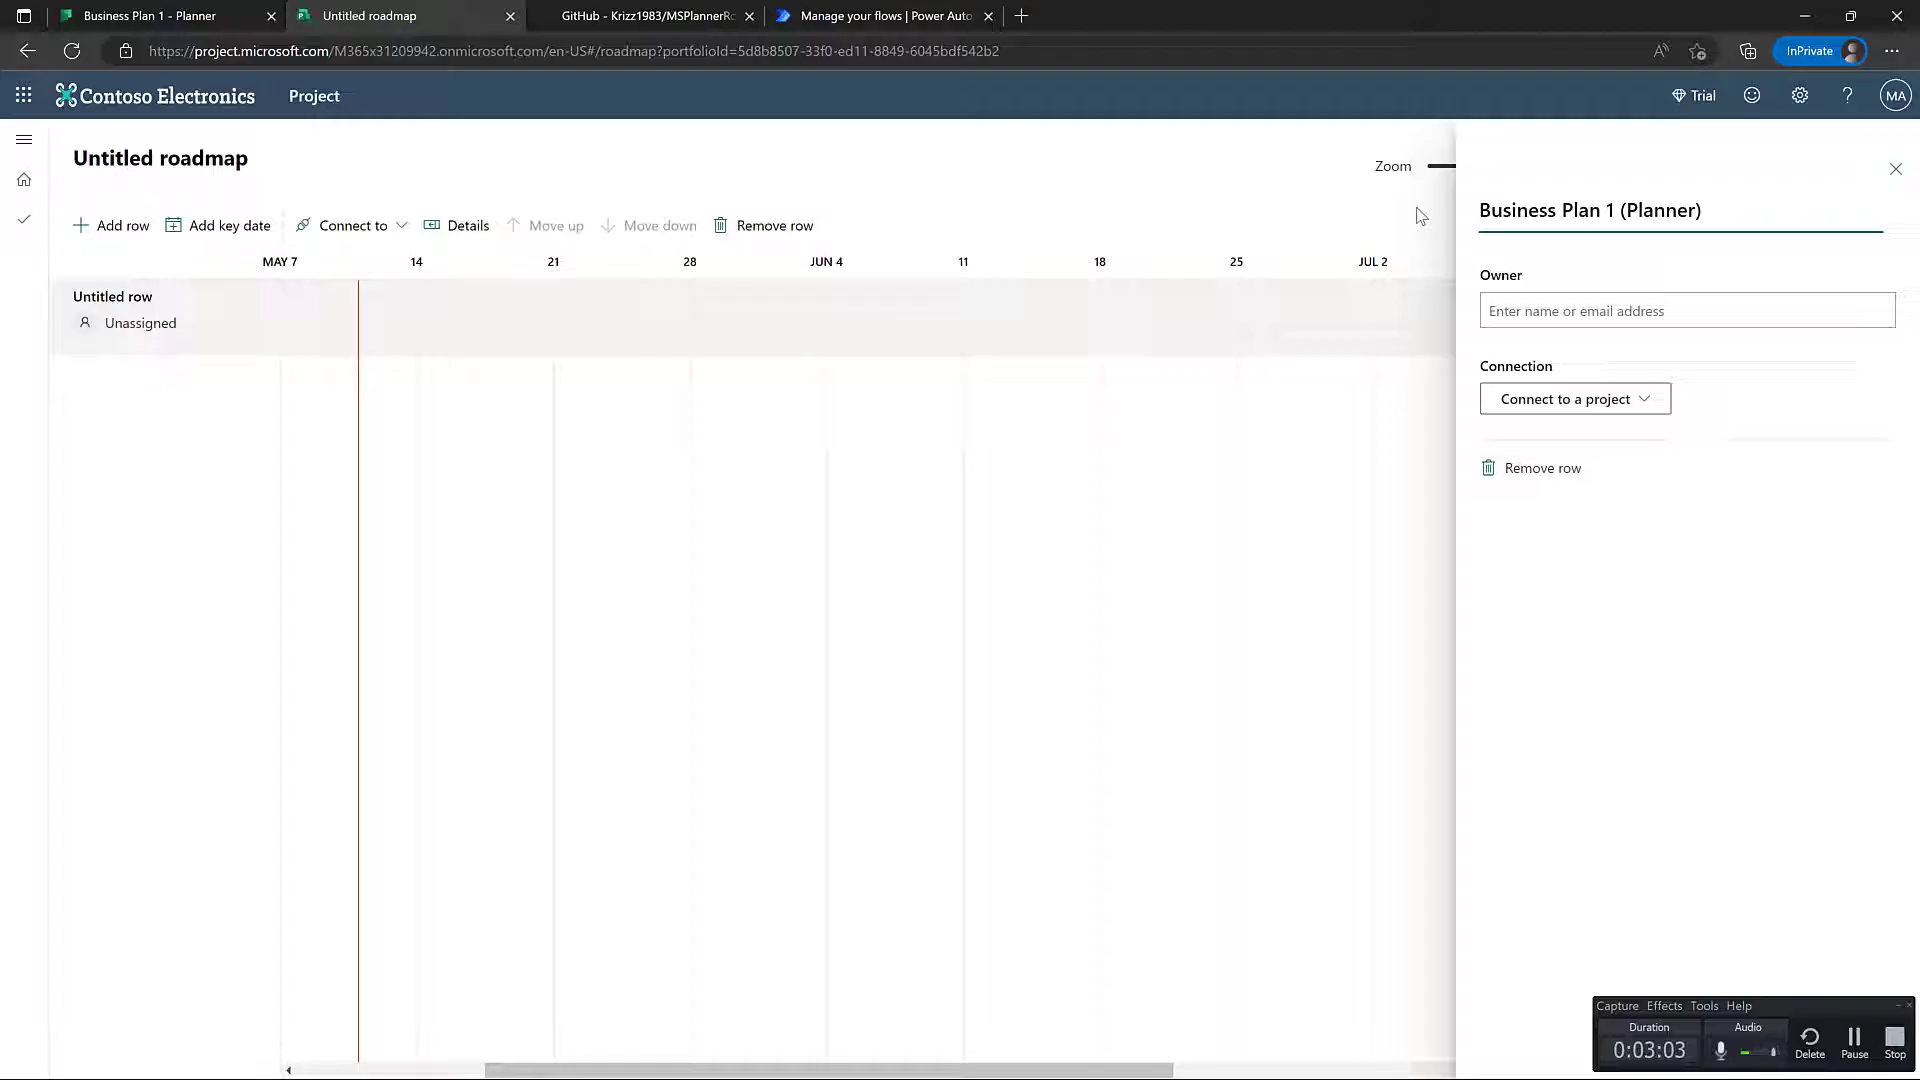 Business Plan 1 - Planner
Untitled roadmap
GitHub - Krizz1983/MSPlannerRo
Manage your flows | Power Auto
https://project.microsoft.com/M365x31209942.onmicrosoft.com/en-US#/roadmap?portfolioId=5d8b8507-33f0-ed11-8849-6045bdf542b2
InPrivate
Contoso Electronics
Project
Trial
?
MA
Untitled roadmap
Zoom
Add row
Add key date
Connect to
Details
Move up
Move down
Remove row
MAY 7
14
21
28
JUN 4
11
18
25
JUL 2
Untitled row
Unassigned
Business Plan 1 (Planner)
Owner
Enter name or email address
Connection
Connect to a project
Remove row
Capture Effects Tools Help
Duration
Audio
0:03:03
Delete
Pause
Stop